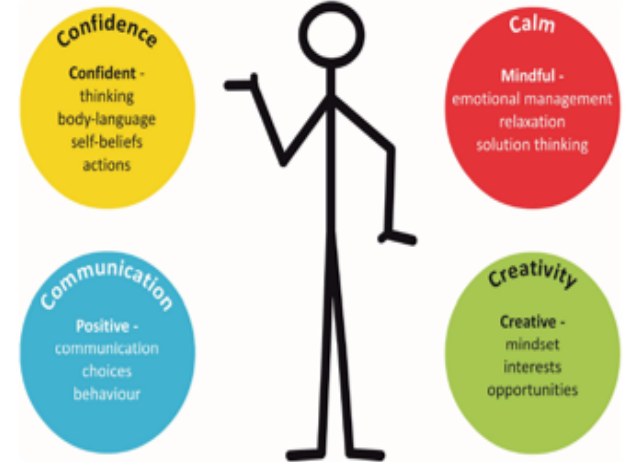 Confidence
Confident -
thinking
body-language
self-beliefs
actions
Calm
Mindful -
emotional management
relaxation
solution thinking
Communication
Positive -
communication
choices
behaviour
Creativity
Creative -
mindset
interests
opportunities